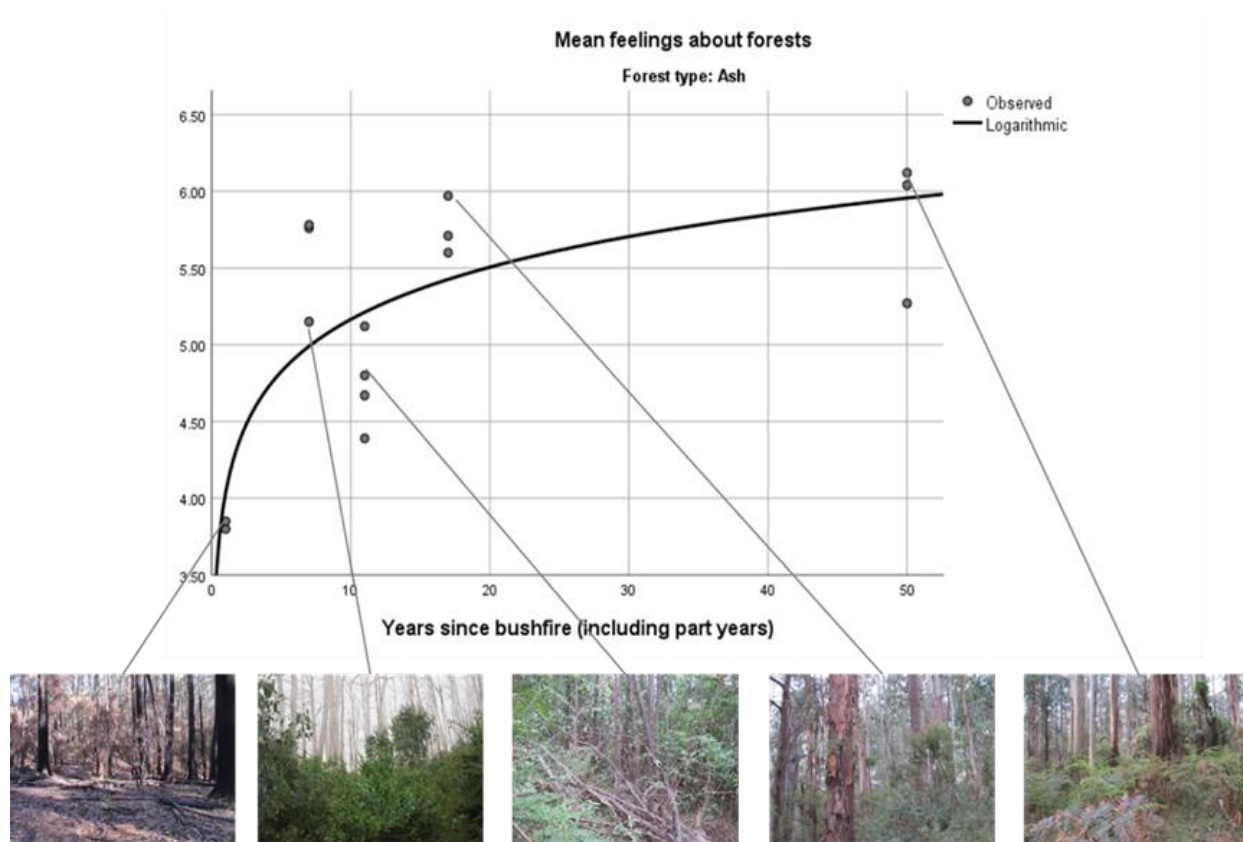 Mean feelings about forests
Forest type: Ash
Observed
Logarithmic
6.50
6.00
5.50
5.00
4.50
4.00
3.50
0 10 20 30 40 50
Years since bushfire (including part years)